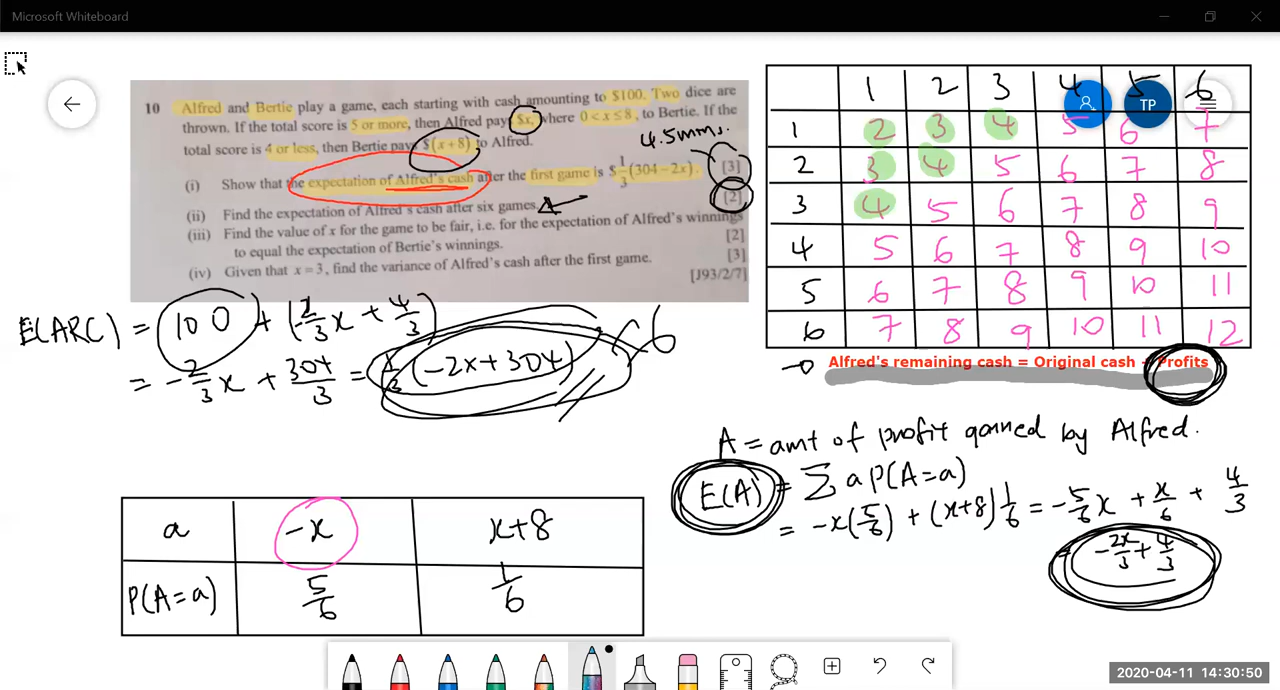 Microsoft Whiteboard
10 Alfred and Bertie play a game, each starting with cash amounting to $100. Two dice are
thrown. If the total score is 5 or more, then Alfred pays $x, where 0 < x ≤ 8, to Bertie. If the
total score is 4 or less, then Bertie pays $(x+8) to Alfred.
4.5mms.
(i) Show that the expectation of Alfred's cash after the first game is $1/3(304 − 2x). [3]
(ii) Find the expectation of Alfred's cash after six games. [2]
(iii) Find the value of x for the game to be fair, i.e. for the expectation of Alfred's winnings
to equal the expectation of Bertie's winnings. [2]
(iv) Given that x = 3, find the variance of Alfred's cash after the first game. [3]
[J93/2/7]
E(ARC) = 100 + (-2/3 x + 4/3)
= -2/3 x + 304/3 = 1/3 (-2x + 304) × 6
a -x x+8
P(A=a) 5/6 1/6
1 2 3 4 5 6
TP
1 2 3 4 5 6 7
2 3 4 5 6 7 8
3 4 5 6 7 8 9
4 5 6 7 8 9 10
5 6 7 8 9 10 11
6 7 8 9 10 11 12
Alfred's remaining cash = Original cash + Profits
A = amt of profit gained by Alfred.
E(A) = Σ a P(A=a)
= -x(5/6) + (x+8) 1/6 = -5/6 x + x/6 + 4/3
= -2x/3 + 4/3
2020-04-11 14:30:50